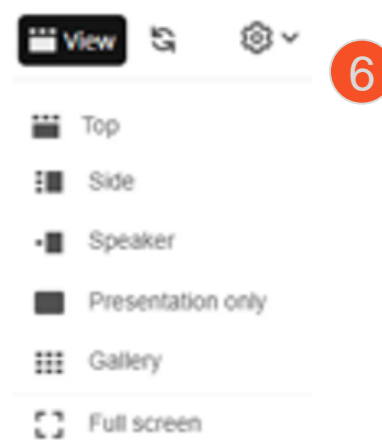 View
6
Top
Side
Speaker
Presentation only
Gallery
Full screen